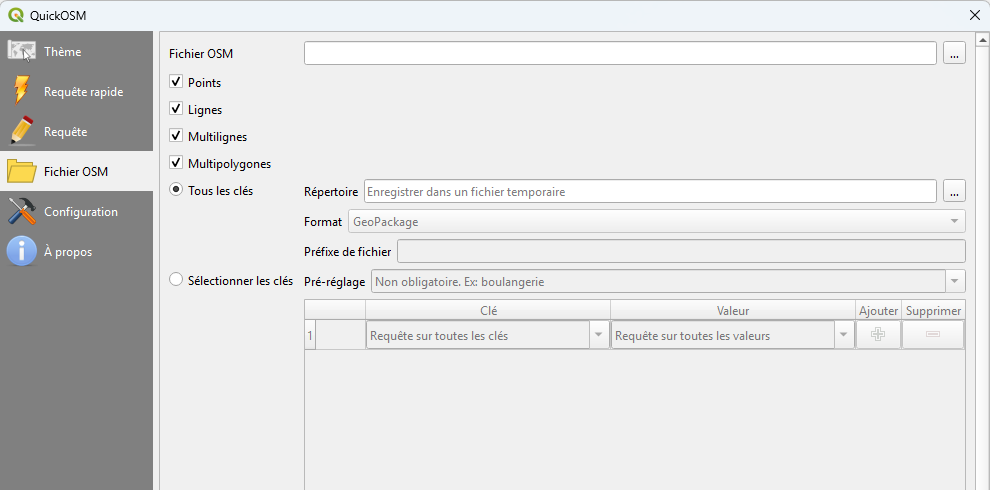 QuickOSM
Thème
Requête rapide
Requête
Fichier OSM
Configuration
À propos
Fichier OSM
...
Points
Lignes
Multilignes
Multipolygones
Tous les clés
Répertoire Enregistrer dans un fichier temporaire ...
Format GeoPackage
Préfixe de fichier
Sélectionner les clés Pré-réglage Non obligatoire. Ex: boulangerie
Clé Valeur Ajouter Supprimer
1 Requête sur toutes les clés Requête sur toutes les valeurs